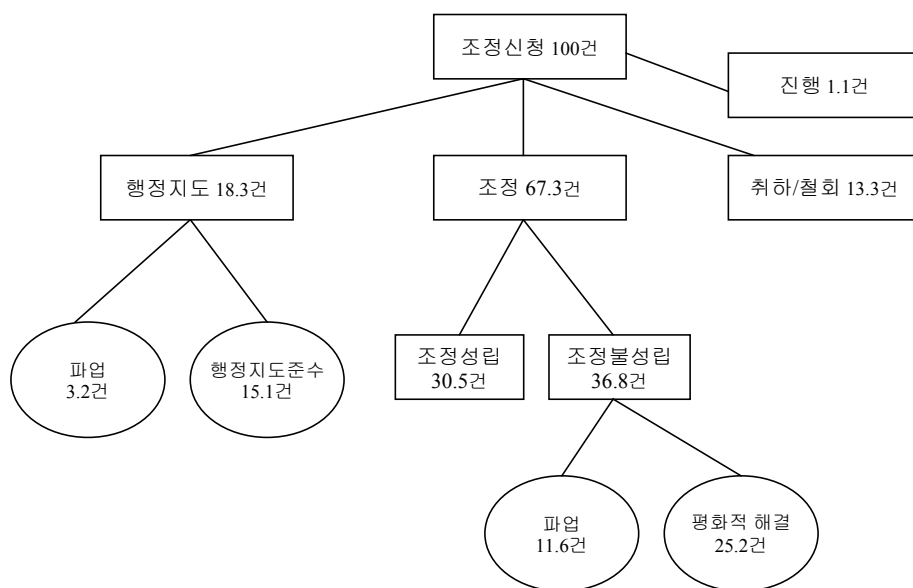 조정신청 100건
진행 1.1건
행정지도 18.3건
조정 67.3건
취하/철회 13.3건
파업
3.2건
행정지도준수
15.1건
조정성립
30.5건
조정불성립
36.8건
파업
11.6건
평화적 해결
25.2건